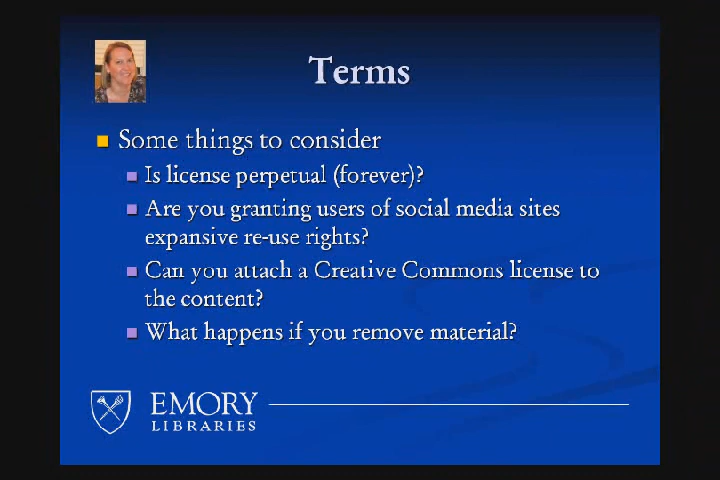 Terms
Some things to consider
Is license perpetual (forever)?
Are you granting users of social media sites
expansive re-use rights?
Can you attach a Creative Commons license to
the content?
What happens if you remove material?
EMORY
LIBRARIES